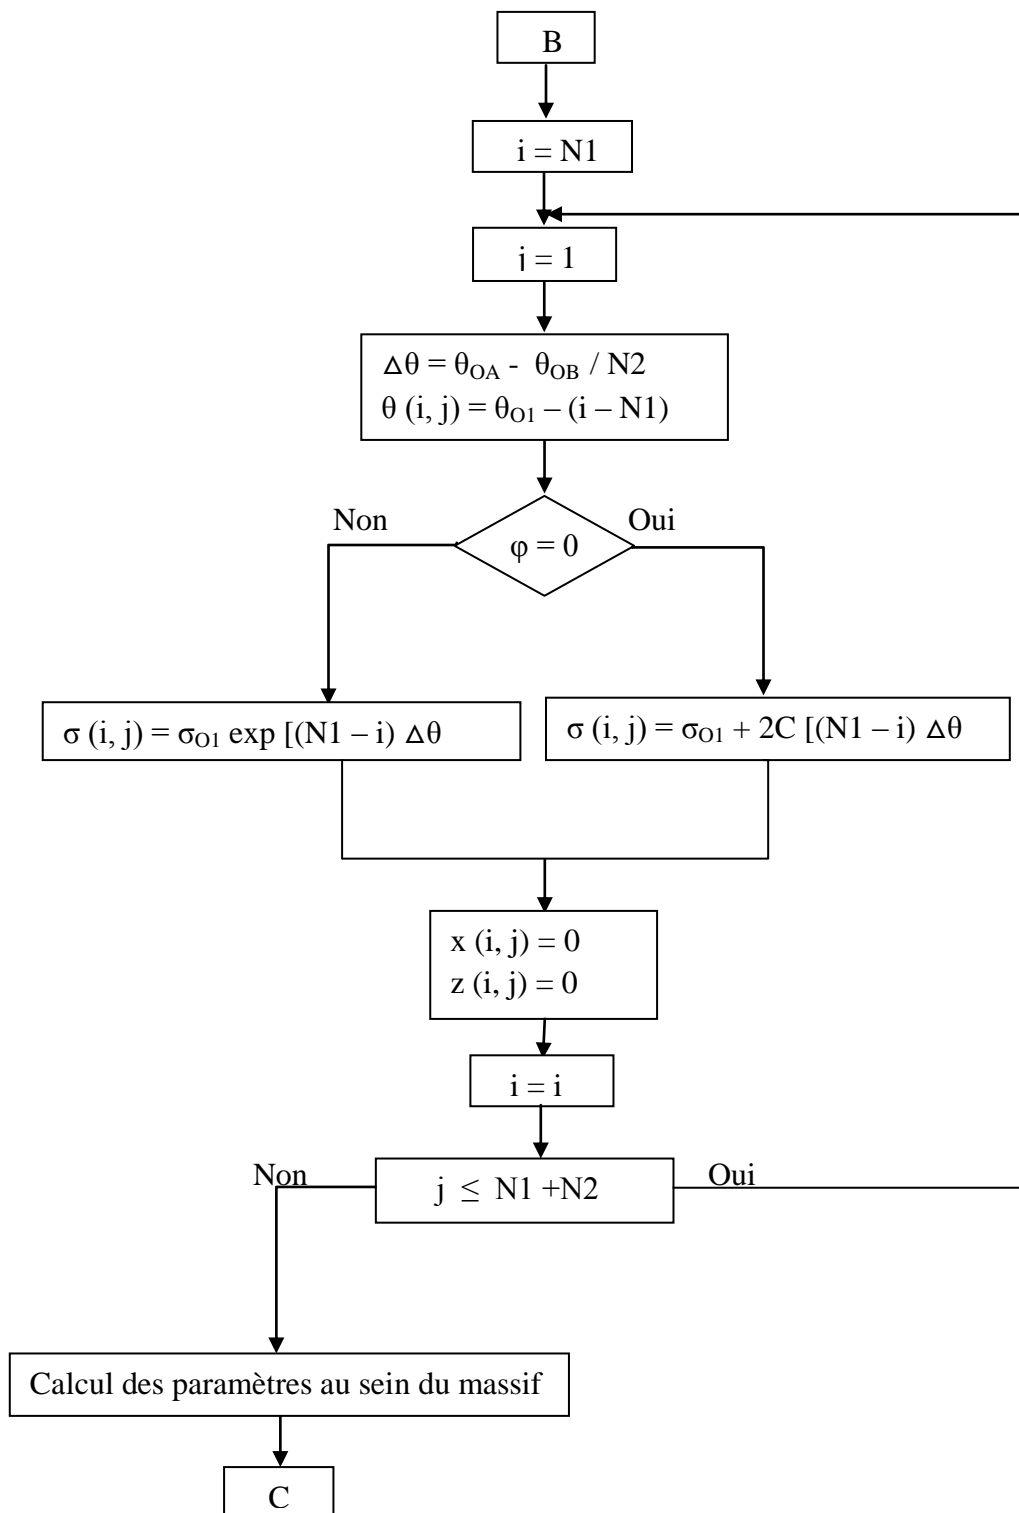 B
i = N1
j = 1
Δθ = θOA - θOB / N2
θ (i, j) = θO1 – (i – N1)
Non
Oui
φ = 0
σ (i, j) = σO1 exp [(N1 – i) Δθ
σ (i, j) = σO1 + 2C [(N1 – i) Δθ
x (i, j) = 0
z (i, j) = 0
i = i
Non
j ≤ N1 +N2
Oui
Calcul des paramètres au sein du massif
C